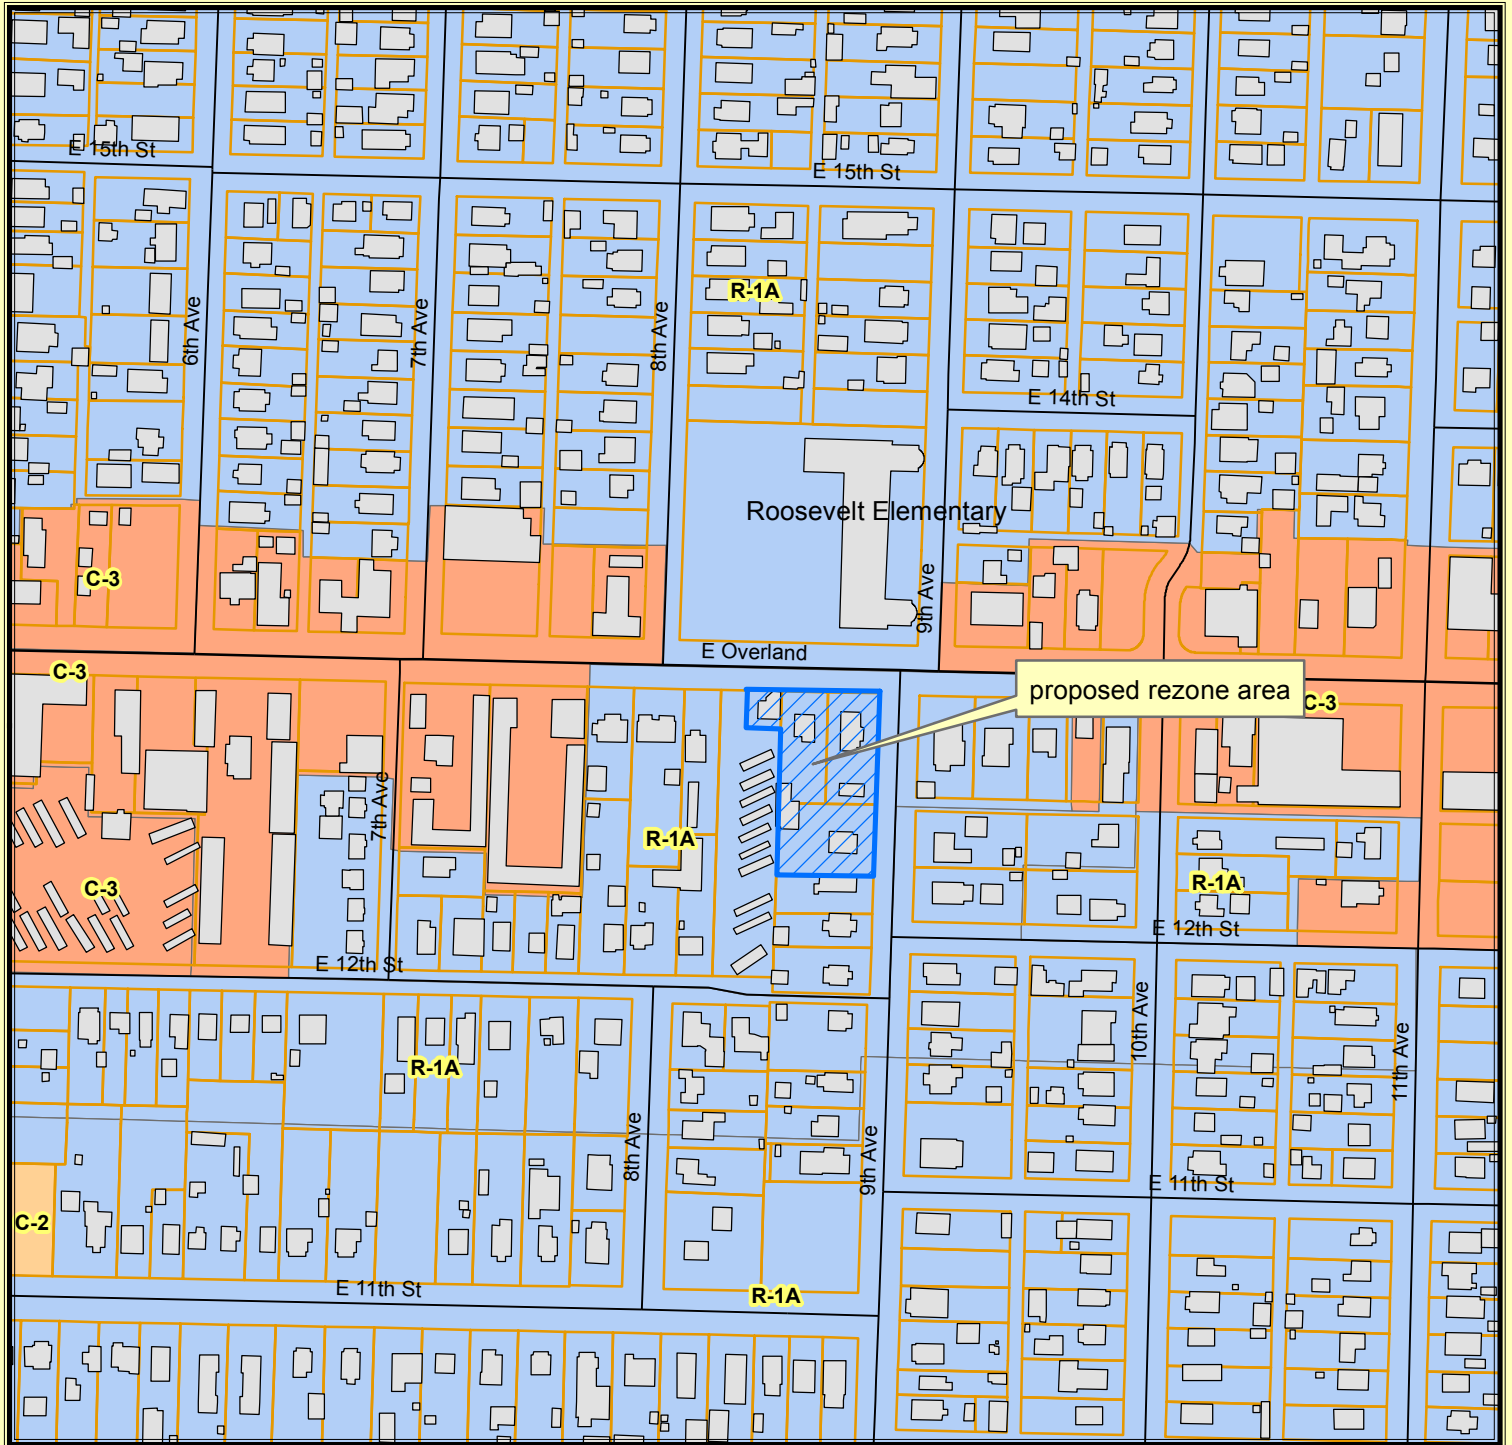 E 15th St
E 15th St
R-1A
6th Ave
7th Ave
8th Ave
E 14th St
Roosevelt Elementary
C-3
9th Ave
E Overland
C-3
proposed rezone area
C-3
7th Ave
R-1A
C-3
R-1A
E 12th St
E 12th St
10th Ave
11th Ave
R-1A
8th Ave
9th Ave
E 11th St
C-2
E 11th St
R-1A